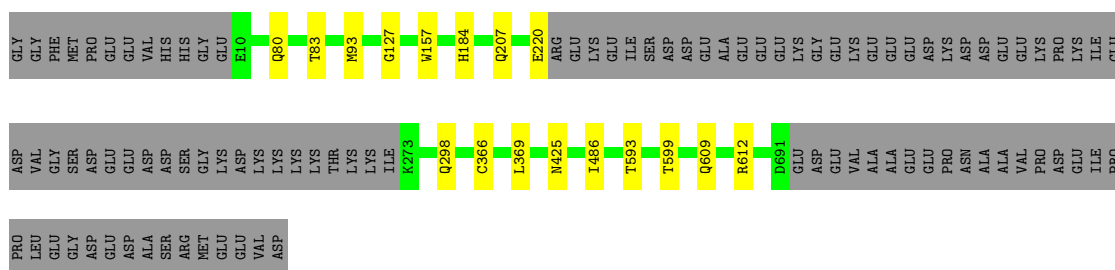 GLY GLY PHE MET PRO GLU GLU VAL HIS HIS GLY GLU E10 Q80 T83 M93 G127 W157 H184 Q207 E220 ARG GLU LYS GLU ILE SER ASP ASP GLU ALA GLU GLU GLU LYS GLY GLU LYS GLU GLU GLU ASP LYS ASP ASP GLU GLU LYS PRO LYS ILE GLU
ASP VAL GLY SER ASP GLU GLU ASP ASP SER GLY LYS ASP LYS LYS LYS LYS THR LYS LYS ILE K273 Q298 C366 L369 N425 I486 T593 T599 Q609 R612 D691 GLU ASP GLU VAL ALA ALA GLU GLU PRO ASN ALA ALA VAL PRO ASP GLU ILE PRO
PRO LEU GLU GLY ASP GLU ASP ALA SER ARG MET GLU GLU VAL ASP